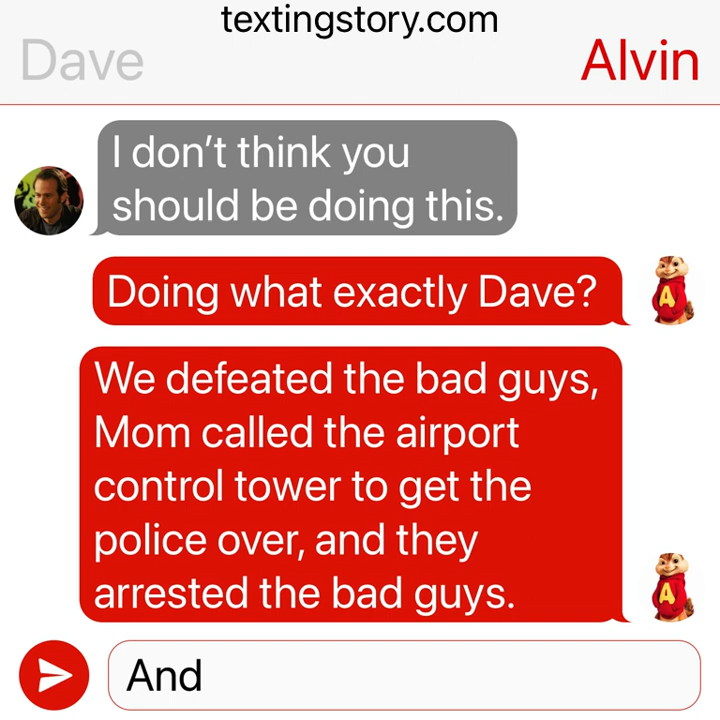 textingstory.com
Dave
Alvin
I don’t think you
should be doing this.
Doing what exactly Dave?
A
We defeated the bad guys,
Mom called the airport
control tower to get the
police over, and they
arrested the bad guys.
A
And